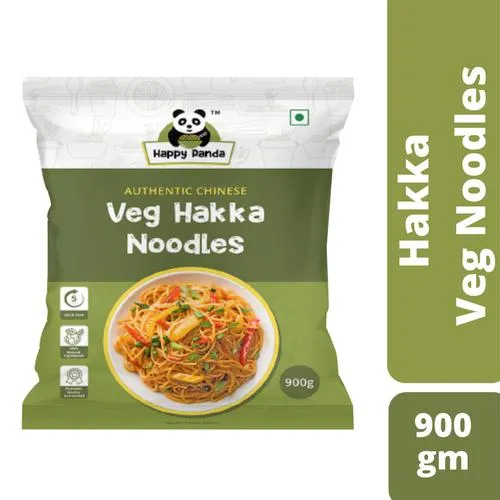 TM
Happy Panda
AUTHENTIC CHINESE
Veg Hakka
Noodles
5
900g
Hakka
Veg Noodles
900
gm